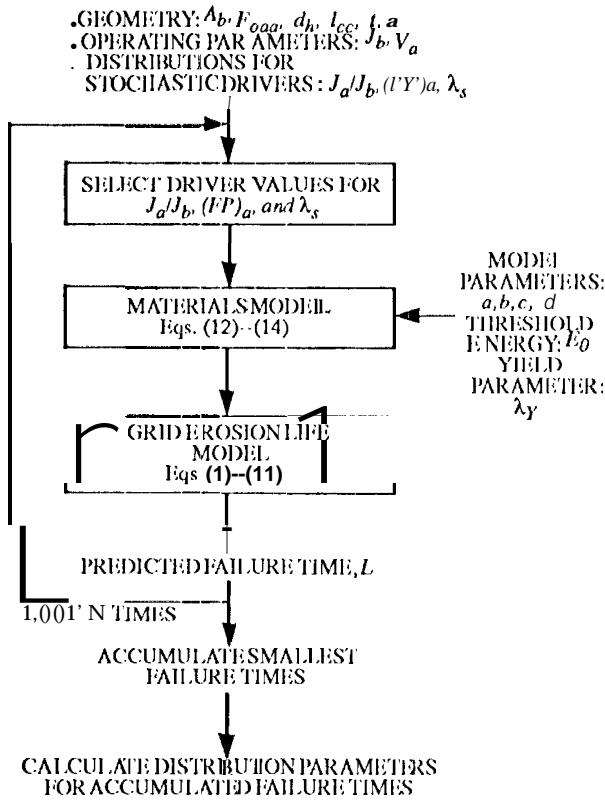 •GEOMETRY: A_b, F_oaa, d_h, l_cc, t, a
•OPERATING PARAMETERS: J_b, V_a
. DISTRIBUTIONS FOR
STOCHASTIC DRIVERS: J_a/J_b, (l'Y')a, λ_s
SELECT DRIVER VALUES FOR
J_a/J_b, (FP)_a, and λ_s
MATERIALS MODEL
Eqs. (12)--(14)
MODEL
PARAMETERS:
a,b,c, d
THRESHOLD
ENERGY: E_0
YIELD
PARAMETER:
λ_Y
GRID EROSION LIFE
MODEL
Eqs (1)--(11)
PREDICTED FAILURE TIME, L
1,001' N TIMES
ACCUMULATE SMALLEST
FAILURE TIMES
CALCULATE DISTRIBUTION PARAMETERS
FOR ACCUMULATED FAILURE TIMES